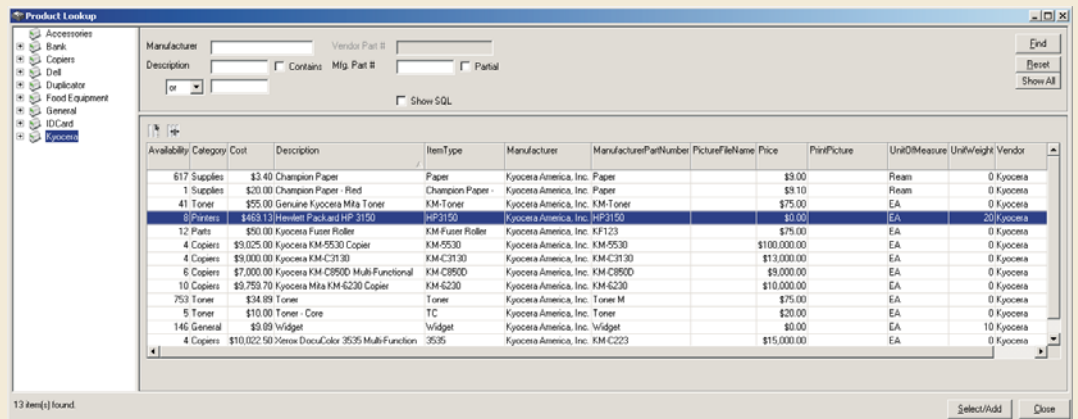 Product Lookup
Accessories
Bank
Copiers
Dell
Duplicator
Food Equipment
General
IDCard
Kyocera
Manufacturer Vendor Part #
Description Contains Mfg. Part # Partial
or
Show SQL
Find
Reset
Show All
Availability Category Cost Description ItemType Manufacturer ManufacturerPartNumber PictureFileName Price PrintPicture UnitOfMeasure UnitWeight Vendor
617 Supplies $3.40 Champion Paper Paper Kyocera America, Inc. Paper $9.00 Ream 0 Kyocera
1 Supplies $20.00 Champion Paper - Red Champion Paper - Kyocera America, Inc. Paper $9.10 Ream 0 Kyocera
41 Toner $55.00 Genuine Kyocera Mita Toner KM-Toner Kyocera America, Inc. KM-Toner $75.00 EA 0 Kyocera
8 Printers $469.13 Hewlett Packard HP 3150 HP3150 Kyocera America, Inc. HP3150 $0.00 EA 20 Kyocera
12 Parts $50.00 Kyocera Fuser Roller KM-Fuser Roller Kyocera America, Inc. KF123 $75.00 EA 0 Kyocera
4 Copiers $9,025.00 Kyocera KM-5530 Copier KM-5530 Kyocera America, Inc. KM-5530 $100,000.00 EA 0 Kyocera
4 Copiers $9,000.00 Kyocera KM-C3130 KM-C3130 Kyocera America, Inc. KM-C3130 $13,000.00 EA 0 Kyocera
6 Copiers $7,000.00 Kyocera KM-C850D Multi-Functional KM-C850D Kyocera America, Inc. KM-C850D $9,000.00 EA 0 Kyocera
10 Copiers $9,759.70 Kyocera Mita KM-6230 Copier KM-6230 Kyocera America, Inc. KM-6230 $10,000.00 EA 0 Kyocera
753 Toner $34.89 Toner Toner Kyocera America, Inc. Toner M $75.00 EA 0 Kyocera
5 Toner $10.00 Toner - Core TC Kyocera America, Inc. Toner $20.00 EA 0 Kyocera
146 General $9.89 Widget Widget Kyocera America, Inc. Widget $0.00 EA 10 Kyocera
4 Copiers $10,022.50 Xerox DocuColor 3535 Multi-Function 3535 Kyocera America, Inc. KM-C223 $15,000.00 EA 0 Kyocera
13 item(s) found.
Select/Add Close